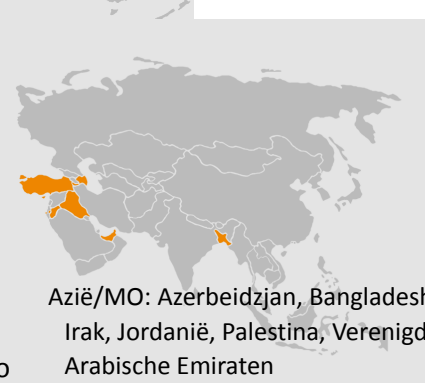 Azië/MO: Azerbeidzjan, Bangladesh
Irak, Jordanië, Palestina, Verenigd
o Arabische Emiraten